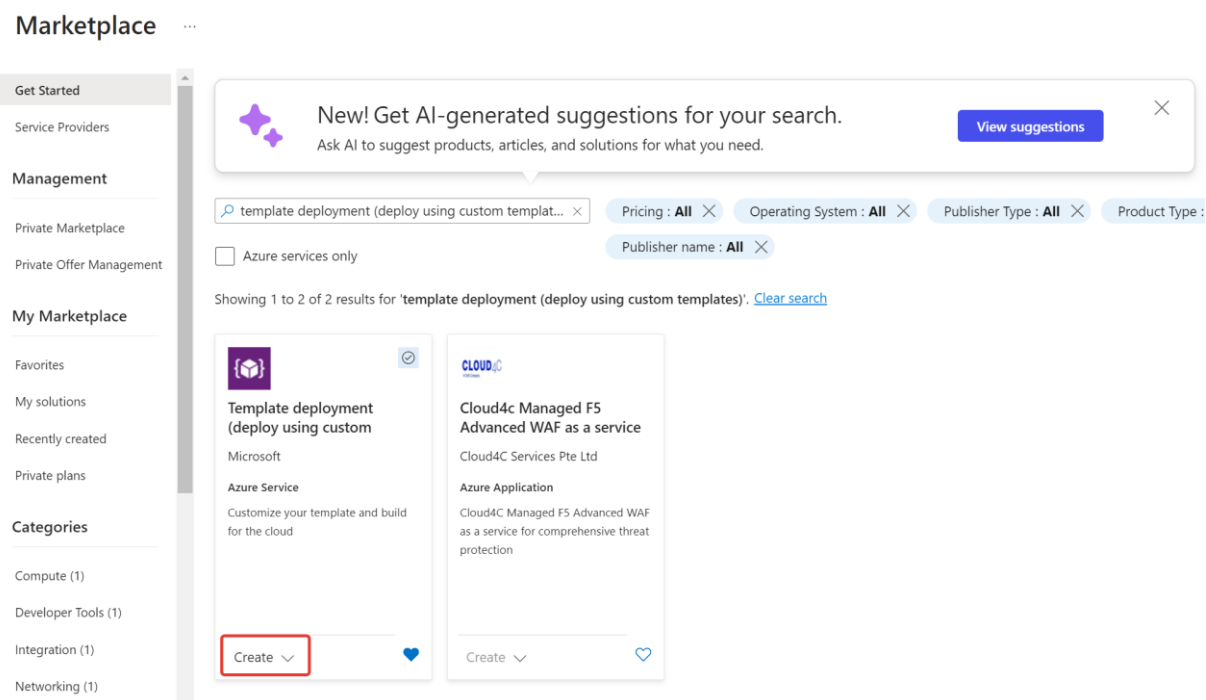 Marketplace ...
Get Started
Service Providers
Management
Private Marketplace
Private Offer Management
My Marketplace
Favorites
My solutions
Recently created
Private plans
Categories
Compute (1)
Developer Tools (1)
Integration (1)
Networking (1)
New! Get AI-generated suggestions for your search.
Ask AI to suggest products, articles, and solutions for what you need.
View suggestions
template deployment (deploy using custom templat...
Pricing : All
Operating System : All
Publisher Type : All
Product Type :
Publisher name : All
Azure services only
Showing 1 to 2 of 2 results for 'template deployment (deploy using custom templates)'. Clear search
Template deployment
(deploy using custom
Microsoft
Azure Service
Customize your template and build
for the cloud
Create
CLOUD4C
Cloud4c Managed F5
Advanced WAF as a service
Cloud4C Services Pte Ltd
Azure Application
Cloud4C Managed F5 Advanced WAF
as a service for comprehensive threat
protection
Create